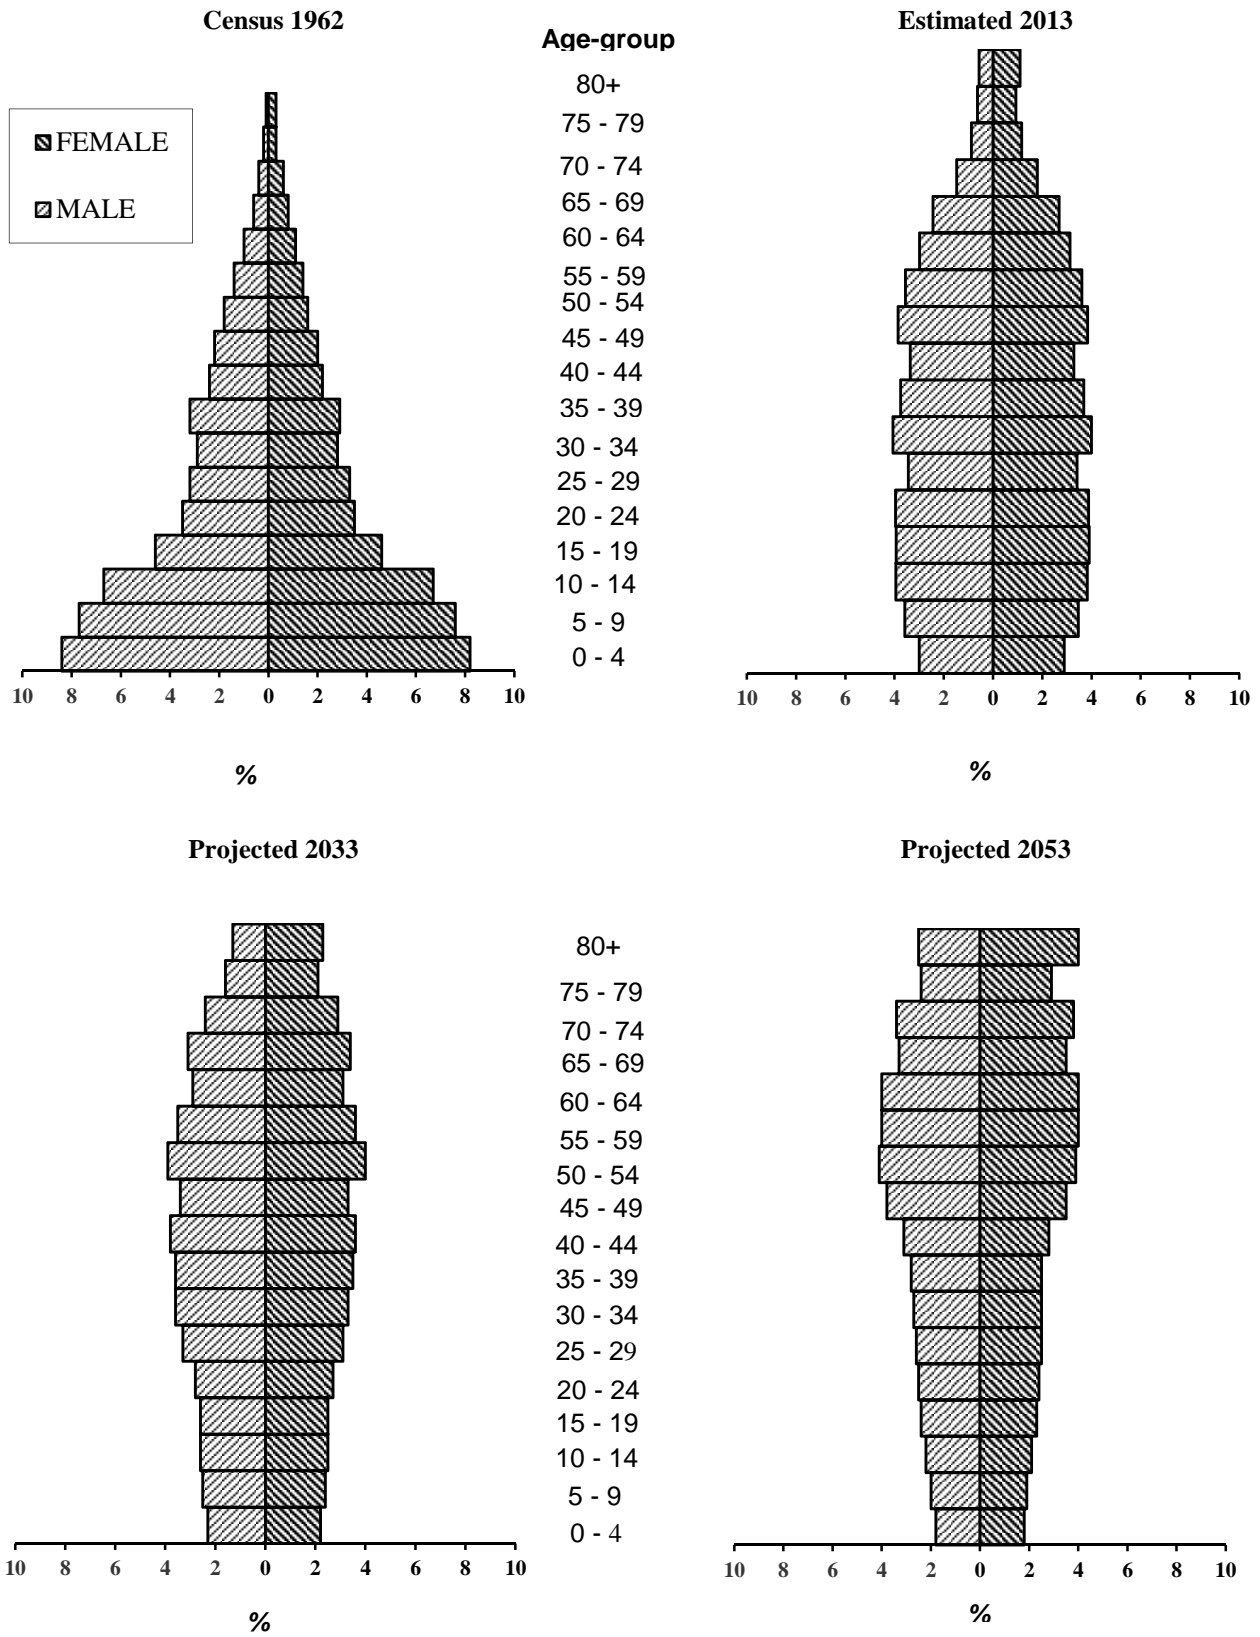 Census 1962
Estimated 2013
Age-group
FEMALE
MALE
80+
75 - 79
70 - 74
65 - 69
60 - 64
55 - 59
50 - 54
45 - 49
40 - 44
35 - 39
30 - 34
25 - 29
20 - 24
15 - 19
10 - 14
5 - 9
0 - 4
10 8 6 4 2 0 2 4 6 8 10
10 8 6 4 2 0 2 4 6 8 10
%
%
Projected 2033
Projected 2053
80+
75 - 79
70 - 74
65 - 69
60 - 64
55 - 59
50 - 54
45 - 49
40 - 44
35 - 39
30 - 34
25 - 29
20 - 24
15 - 19
10 - 14
5 - 9
0 - 4
10 8 6 4 2 0 2 4 6 8 10
10 8 6 4 2 0 2 4 6 8 10
%
%